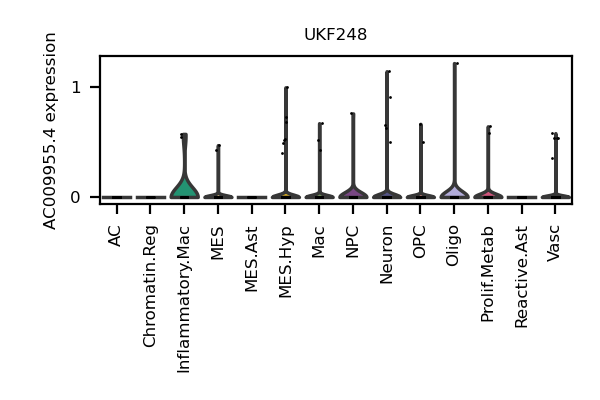 UKF248
AC009955.4 expression
1
0
AC
Chromatin.Reg
Inflammatory.Mac
MES
MES.Ast
MES.Hyp
Mac
NPC
Neuron
OPC
Oligo
Prolif.Metab
Reactive.Ast
Vasc